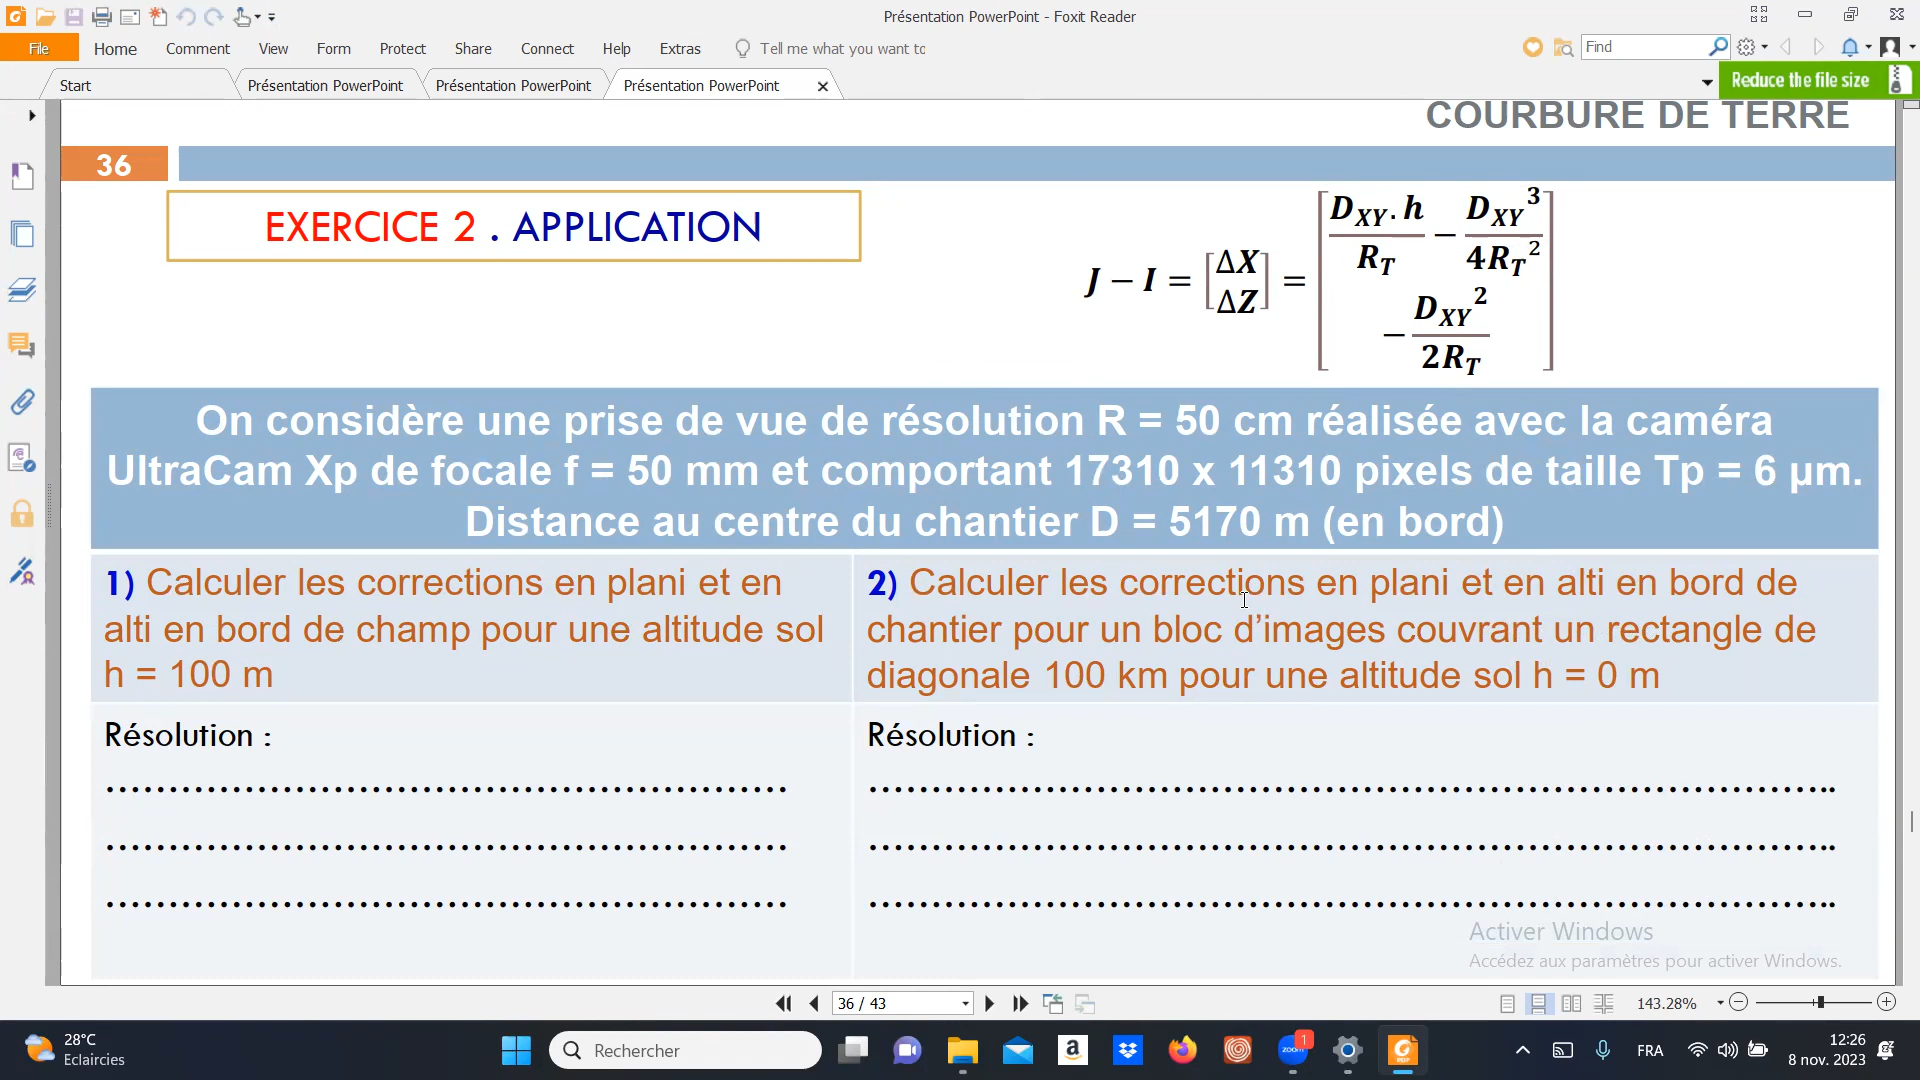 Présentation PowerPoint - Foxit Reader
File Home Comment View Form Protect Share Connect Help Extras Tell me what you want to Find
Start Présentation PowerPoint Présentation PowerPoint Présentation PowerPoint
Reduce the file size
COURBURE DE TERRE
36
EXERCICE 2 . APPLICATION
J − I = [ΔX ΔZ] = [D_XY.h/R_T − D_XY³/4R_T² −D_XY²/2R_T]
On considère une prise de vue de résolution R = 50 cm réalisée avec la caméra
UltraCam Xp de focale f = 50 mm et comportant 17310 x 11310 pixels de taille Tp = 6 µm.
Distance au centre du chantier D = 5170 m (en bord)
1) Calculer les corrections en plani et en
alti en bord de champ pour une altitude sol
h = 100 m
2) Calculer les corrections en plani et en alti en bord de
chantier pour un bloc d’images couvrant un rectangle de
diagonale 100 km pour une altitude sol h = 0 m
Résolution :
Résolution :
Activer Windows
Accédez aux paramètres pour activer Windows.
36 / 43
143.28%
28°C
Eclaircies
Rechercher
zoom
1
FRA
12:26
8 nov. 2023